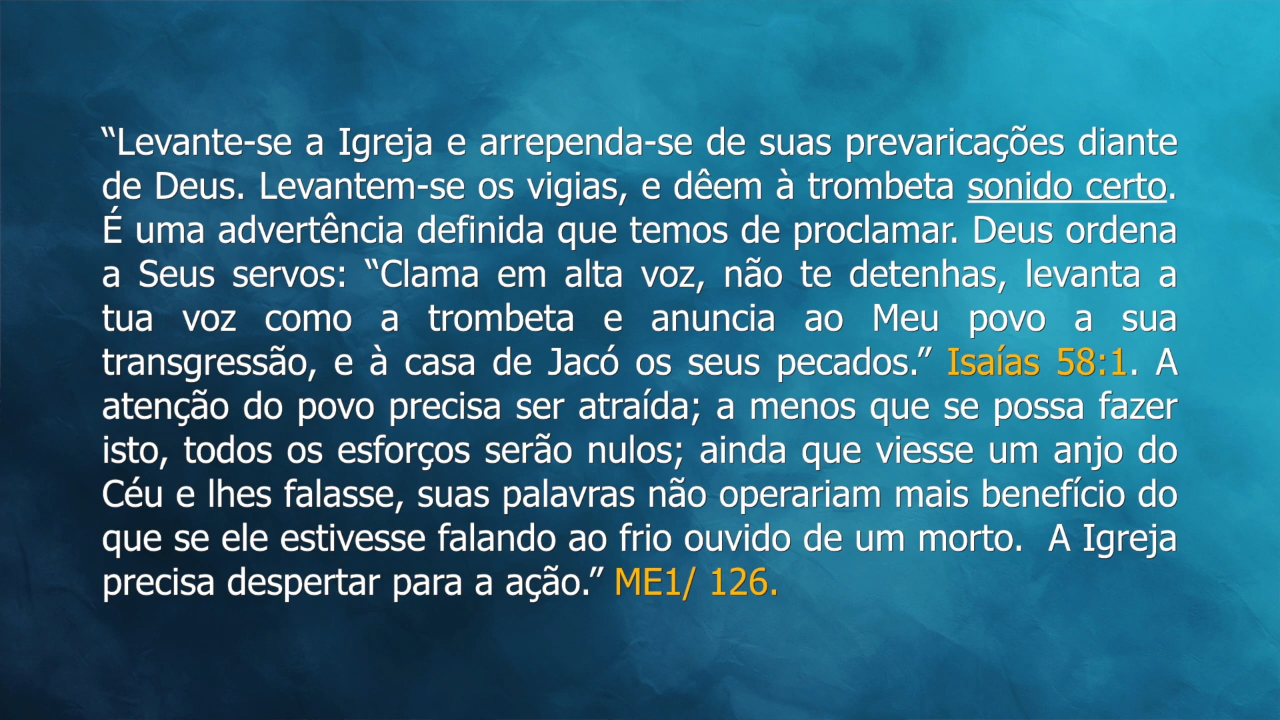 “Levante-se a Igreja e arrependa-se de suas prevaricações diante
de Deus. Levantem-se os vigias, e dêem à trombeta sonido certo.
É uma advertência definida que temos de proclamar. Deus ordena
a Seus servos: “Clama em alta voz, não te detenhas, levanta a
tua voz como a trombeta e anuncia ao Meu povo a sua
transgressão, e à casa de Jacó os seus pecados.” Isaías 58:1. A
atenção do povo precisa ser atraída; a menos que se possa fazer
isto, todos os esforços serão nulos; ainda que viesse um anjo do
Céu e lhes falasse, suas palavras não operariam mais benefício do
que se ele estivesse falando ao frio ouvido de um morto.  A Igreja
precisa despertar para a ação.” ME1/ 126.